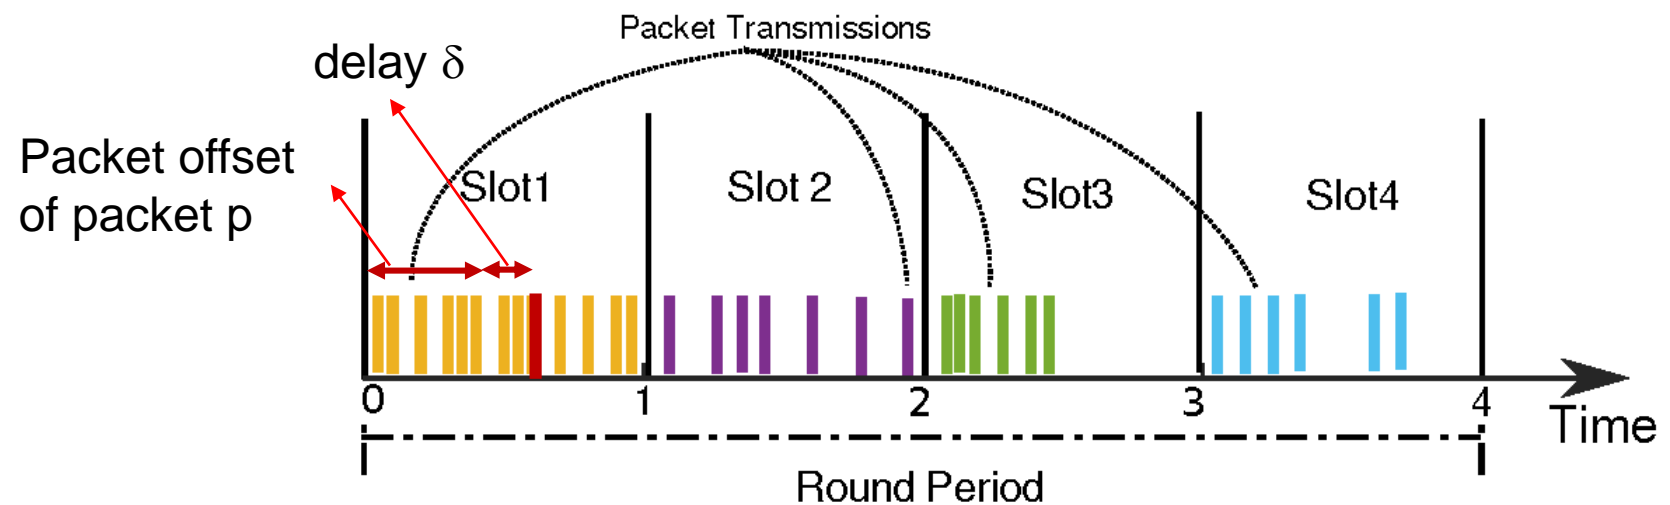 Packet Transmissions
delay δ
Packet offset
of packet p
Slot1
Slot 2
Slot3
Slot4
0
1
2
3
4
Time
Round Period